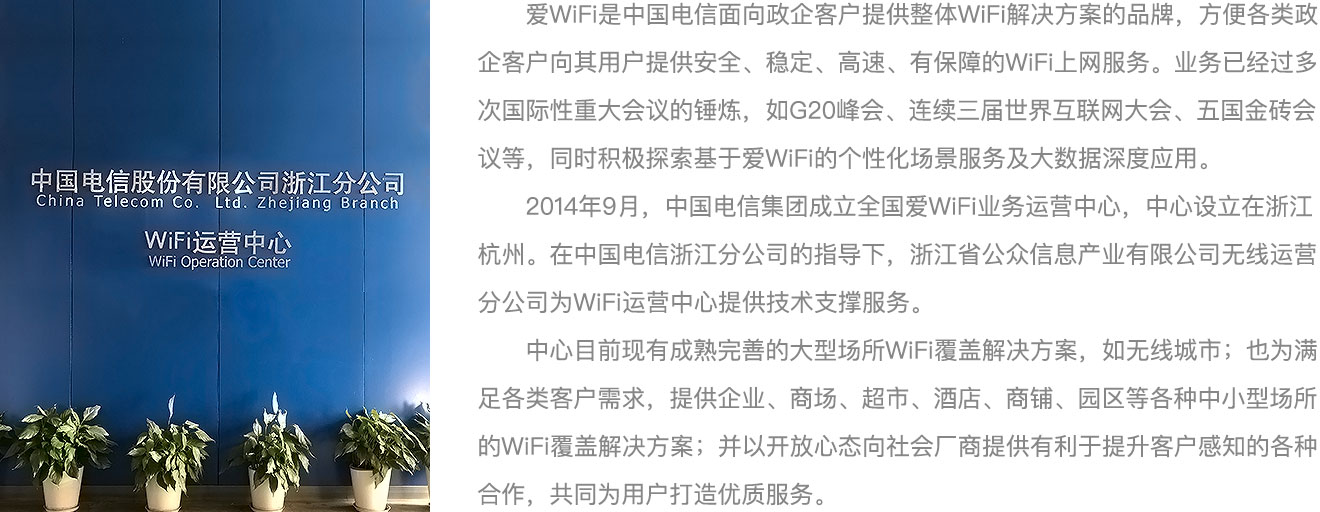 中国电信股份有限公司浙江分公司
China Telecom Co. Ltd. Zhejiang Branch
WiFi运营中心
WiFi Operation Center
爱WiFi是中国电信面向政企客户提供整体WiFi解决方案的品牌，方便各类政
企客户向其用户提供安全、稳定、高速、有保障的WiFi上网服务。业务已经过多
次国际性重大会议的锤炼，如G20峰会、连续三届世界互联网大会、五国金砖会
议等，同时积极探索基于爱WiFi的个性化场景服务及大数据深度应用。
2014年9月，中国电信集团成立全国爱WiFi业务运营中心，中心设立在浙江
杭州。在中国电信浙江分公司的指导下，浙江省公众信息产业有限公司无线运营
分公司为WiFi运营中心提供技术支撑服务。
中心目前现有成熟完善的大型场所WiFi覆盖解决方案，如无线城市；也为满
足各类客户需求，提供企业、商场、超市、酒店、商铺、园区等各种中小型场所
的WiFi覆盖解决方案；并以开放心态向社会厂商提供有利于提升客户感知的各种
合作，共同为用户打造优质服务。